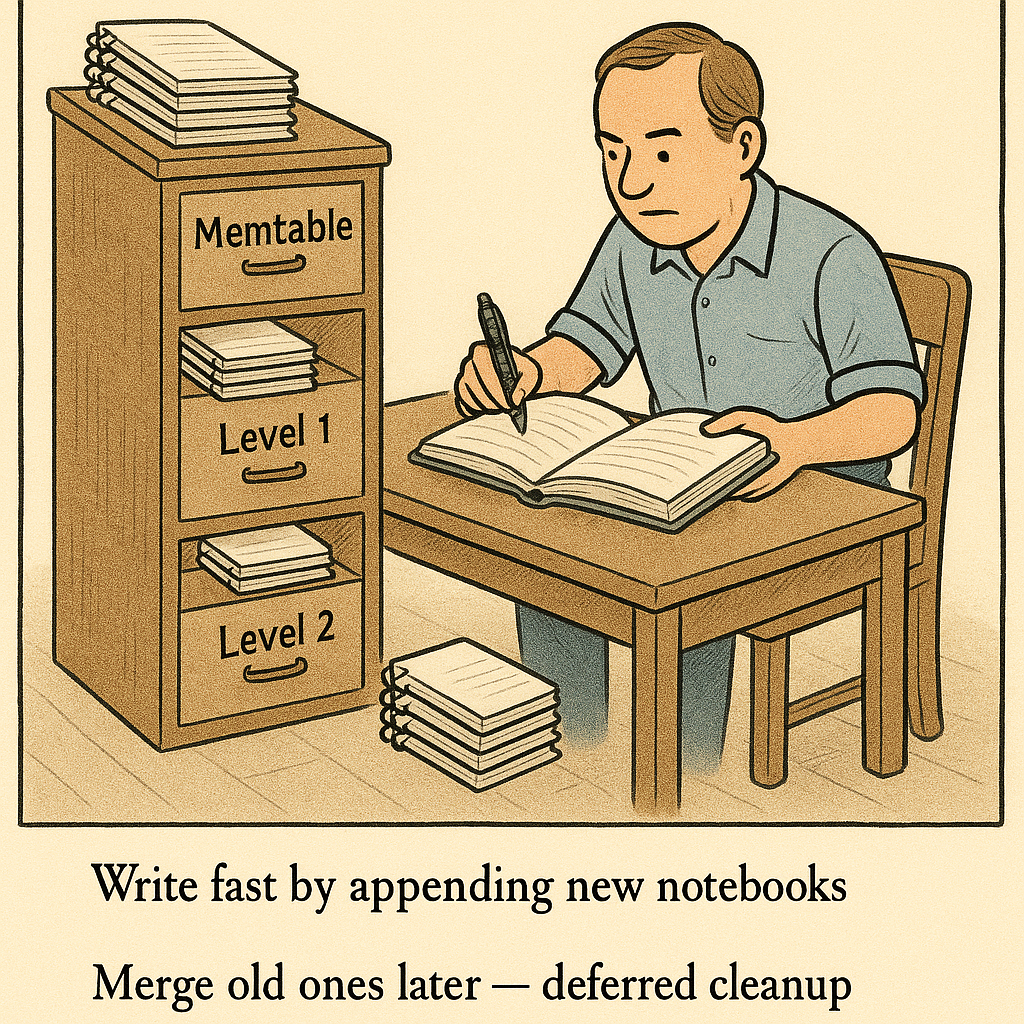 Memtable
Level 1
Level 2
Write fast by appending new notebooks
Merge old ones later — deferred cleanup